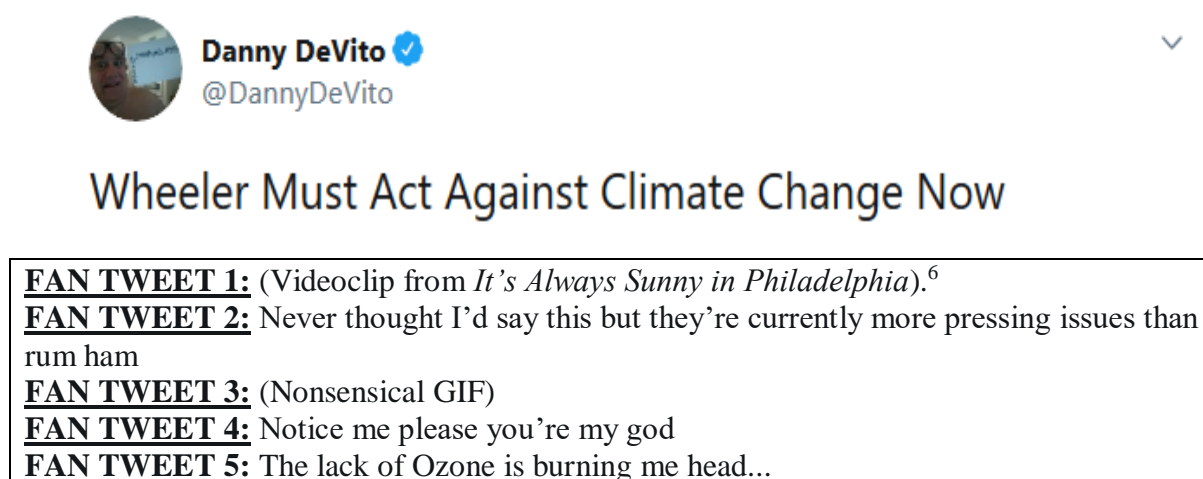 Danny DeVito
@DannyDeVito
Wheeler Must Act Against Climate Change Now
FAN TWEET 1: (Videoclip from It’s Always Sunny in Philadelphia).6
FAN TWEET 2: Never thought I’d say this but they’re currently more pressing issues than
rum ham
FAN TWEET 3: (Nonsensical GIF)
FAN TWEET 4: Notice me please you’re my god
FAN TWEET 5: The lack of Ozone is burning me head...